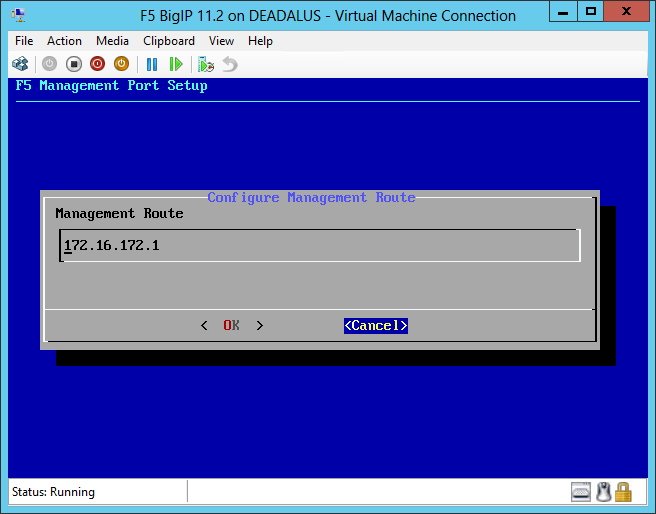 F5 BigIP 11.2 on DEADALUS - Virtual Machine Connection
File Action Media Clipboard View Help
F5 Management Port Setup
Configure Management Route
Management Route
172.16.172.1
< OK > <Cancel>
Status: Running